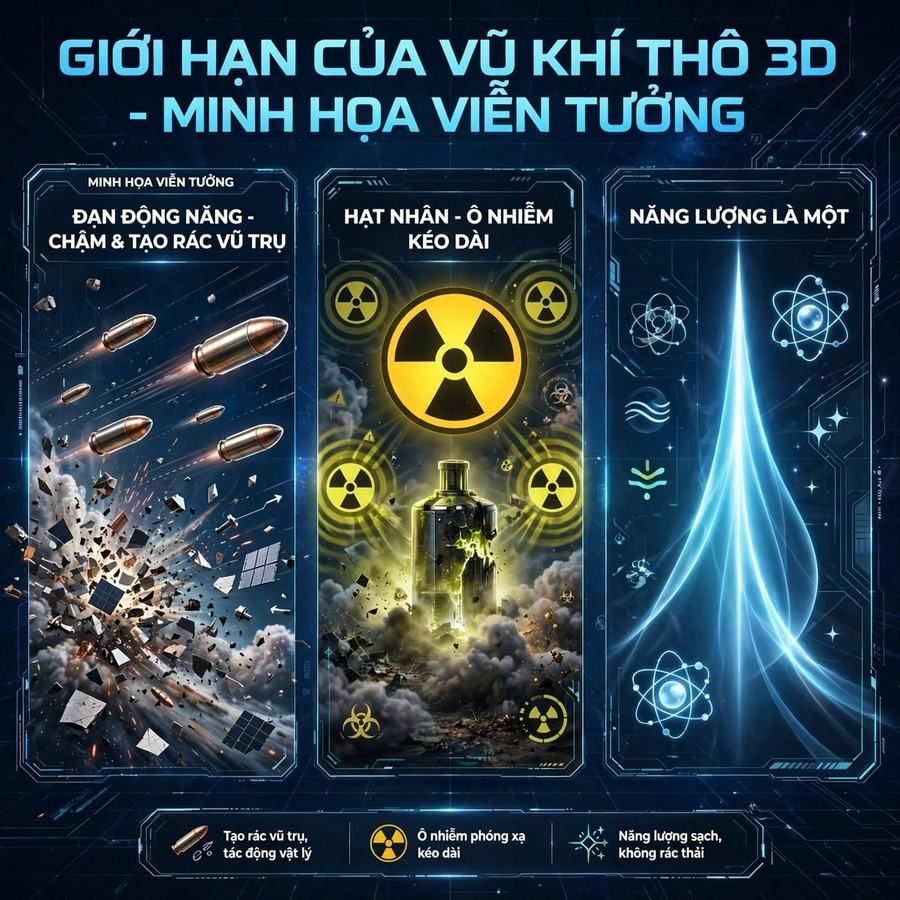 GIỚI HẠN CỦA VŨ KHÍ THÔ 3D
- MINH HỌA VIỄN TƯỞNG
MINH HỌA VIỄN TƯỞNG
ĐẠN ĐỘNG NĂNG -
CHẬM & TẠO RÁC VŨ TRỤ
HẠT NHÂN - Ô NHIỄM
KÉO DÀI
NĂNG LƯỢNG LÀ MỘT
Tạo rác vũ trụ,
tác động vật lý
Ô nhiễm phóng xạ
kéo dài
Năng lượng sạch,
không rác thải